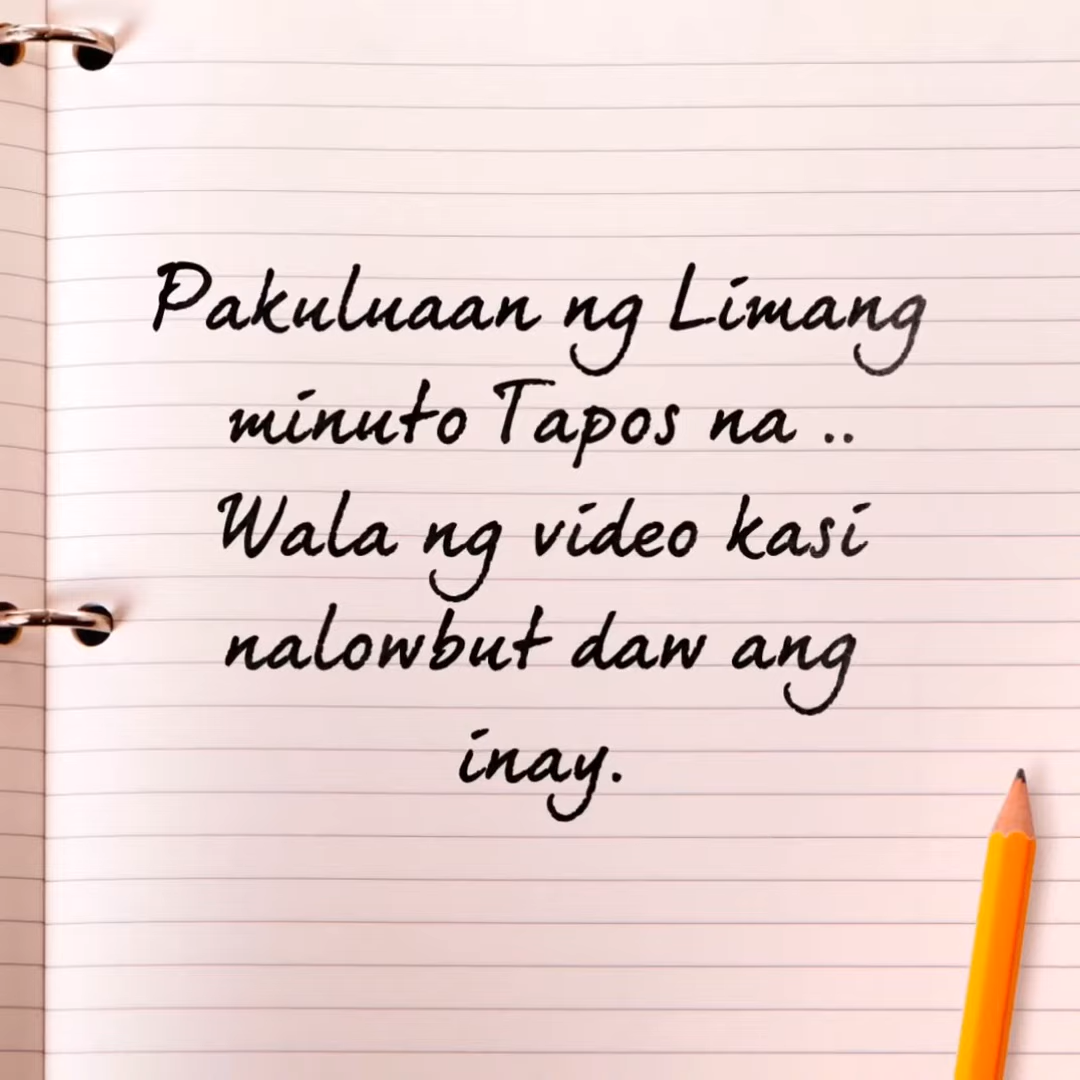 Pakuluaan ng Limang
minuto Tapos na ..
Wala ng video kasi
nalowbut daw ang
inay.